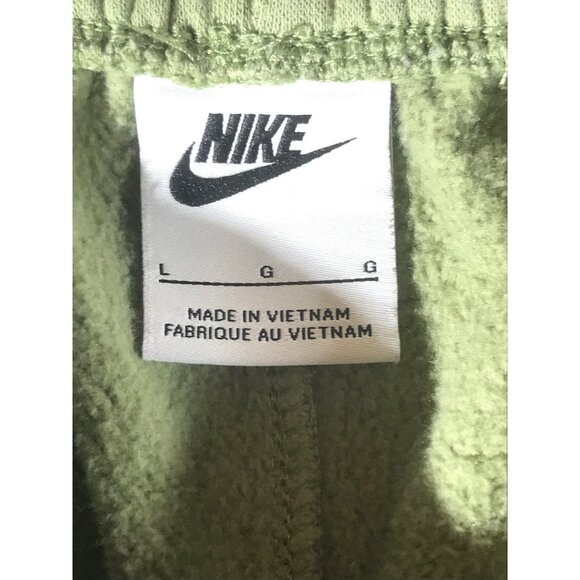 NIKE
L G G
MADE IN VIETNAM
FABRIQUE AU VIETNAM